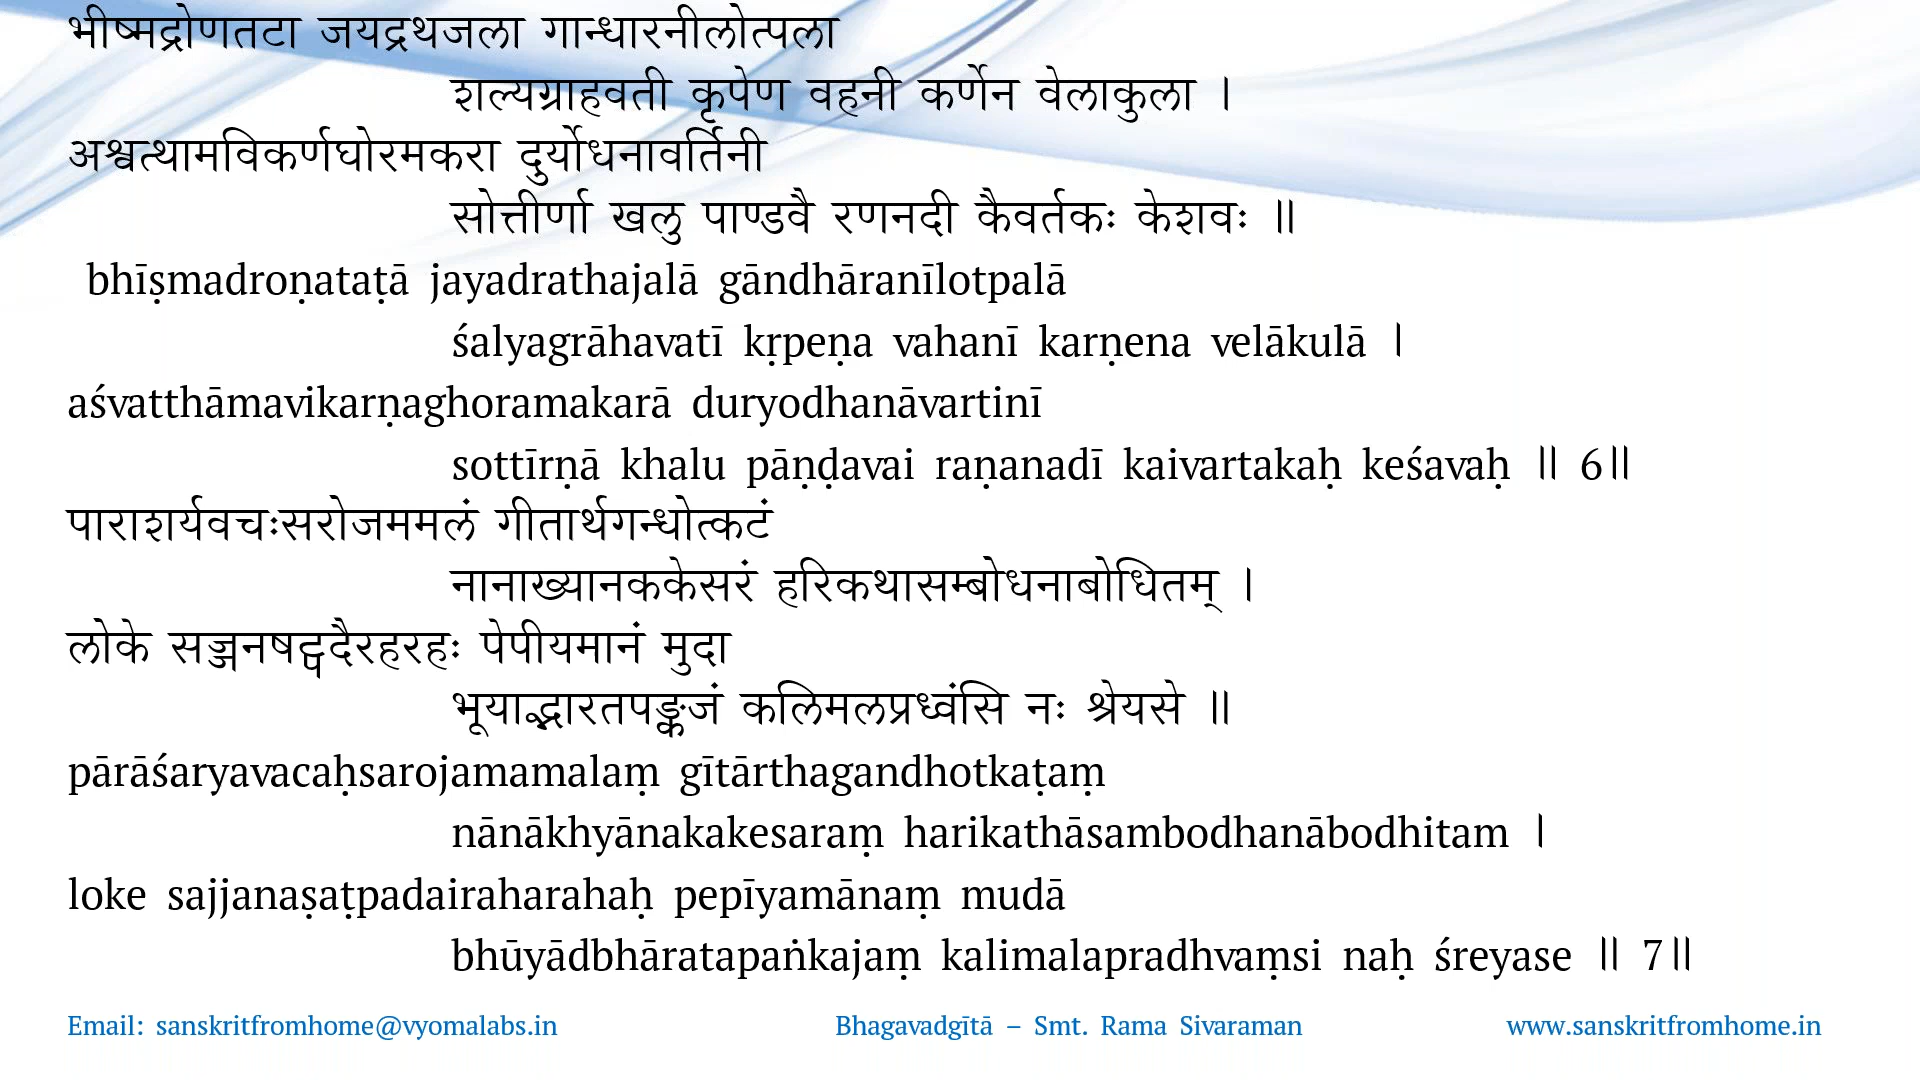 भीष्मद्रोणतटा जयद्रथजला गान्धारनीलोत्पला
शल्यग्राहवती कृपेण वहनी कर्णेन वेलाकुला ।
अश्वत्थामविकर्णघोरमकरा दुर्योधनावर्तिनी
सोत्तीर्णा खलु पाण्डवै रणनदी कैवर्तकः केशवः ॥
bhīṣmadroṇataṭā jayadrathajalā gāndhāranīlotpalā
śalyagrāhavatī kṛpeṇa vahanī karṇena velākulā ।
aśvatthāmavikarṇaghoramakarā duryodhanāvartinī
sottīrṇā khalu pāṇḍavai raṇanadī kaivartakaḥ keśavaḥ ॥ 6॥
पाराशर्यवचःसरोजममलं गीतार्थगन्धोत्कटं
नानाख्यानककेसरं हरिकथासम्बोधनाबोधितम् ।
लोके सज्जनषट्पदैरहरहः पेपीयमानं मुदा
भूयाद्भारतपङ्कजं कलिमलप्रध्वंसि नः श्रेयसे ॥
pārāśaryavacaḥsarojamamalaṃ gītārthagandhotkaṭaṃ
nānākhyānakakesaraṃ harikathāsambodhanābodhitam ।
loke sajjanaṣaṭpadairaharahaḥ pepīyamānaṃ mudā
bhūyādbhāratapaṅkajaṃ kalimalapradhvaṃsi naḥ śreyase ॥ 7॥
Email: sanskritfromhome@vyomalabs.in Bhagavadgītā – Smt. Rama Sivaraman www.sanskritfromhome.in